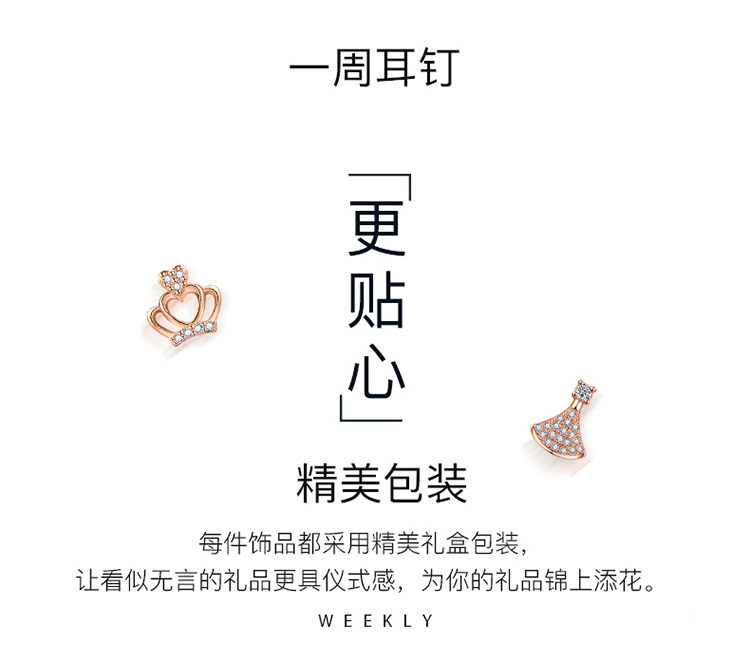 一周耳钉
更贴心
精美包装
每件饰品都采用精美礼盒包装，
让看似无言的礼品更具仪式感，为你的礼品锦上添花。
WEEKLY